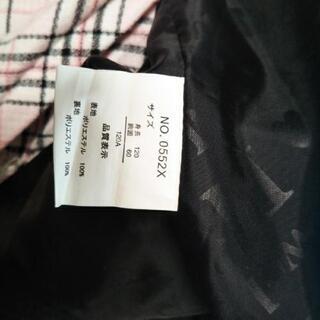 NO. 0552X
サイズ
身長 120
胸囲 60
120A
品質表示
表地
ポリエステル 100%
裏地
ポリエステル 100%